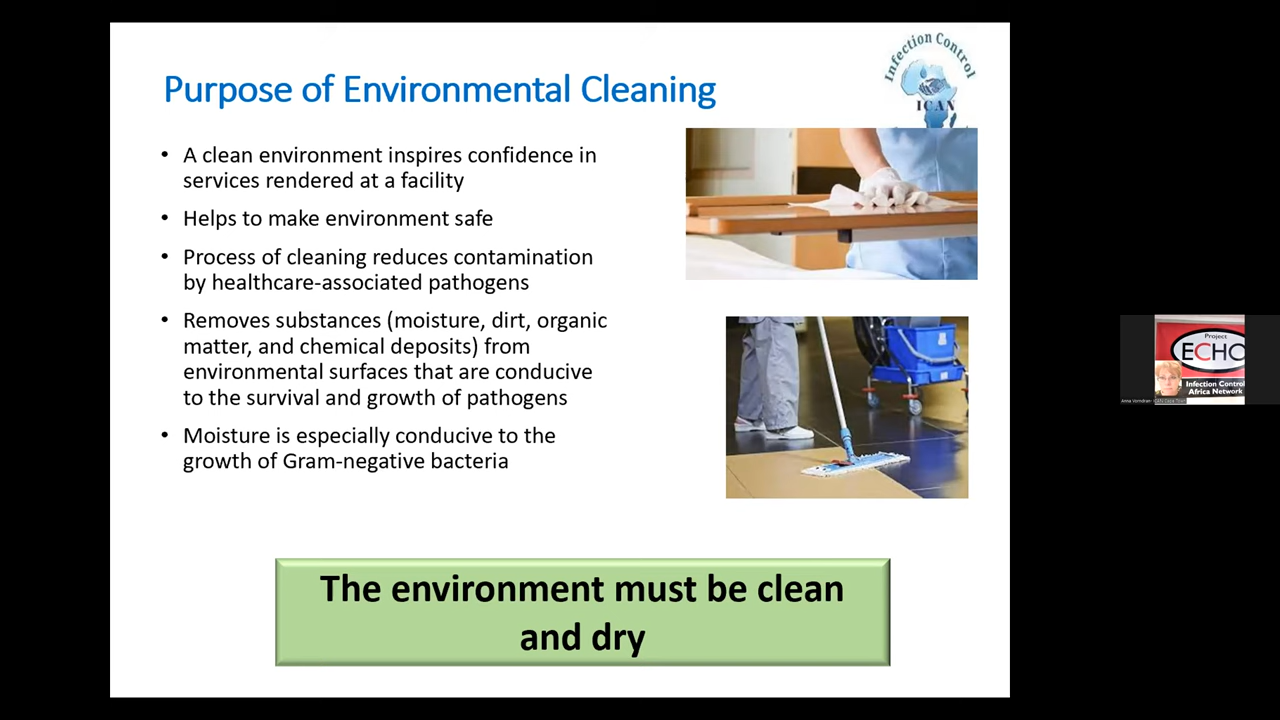 Infection Control
ICAN
Purpose of Environmental Cleaning
• A clean environment inspires confidence in
services rendered at a facility
• Helps to make environment safe
• Process of cleaning reduces contamination
by healthcare-associated pathogens
• Removes substances (moisture, dirt, organic
matter, and chemical deposits) from
environmental surfaces that are conducive
to the survival and growth of pathogens
• Moisture is especially conducive to the
growth of Gram-negative bacteria
The environment must be clean
and dry
Project
ECHO
Infection Control
Africa Network